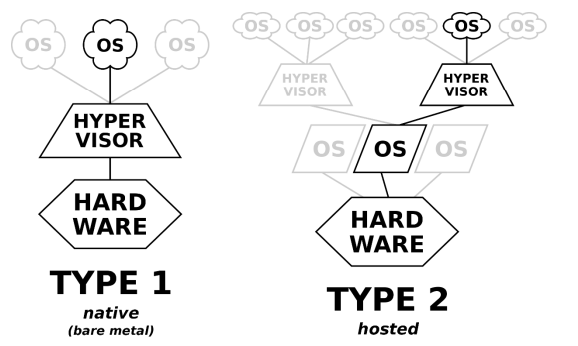 OS OS OS
HYPER
VISOR
HARD
WARE
TYPE 1
native
(bare metal)
OS OS OS OS OS OS
HYPER
VISOR
HYPER
VISOR
OS OS OS
HARD
WARE
TYPE 2
hosted